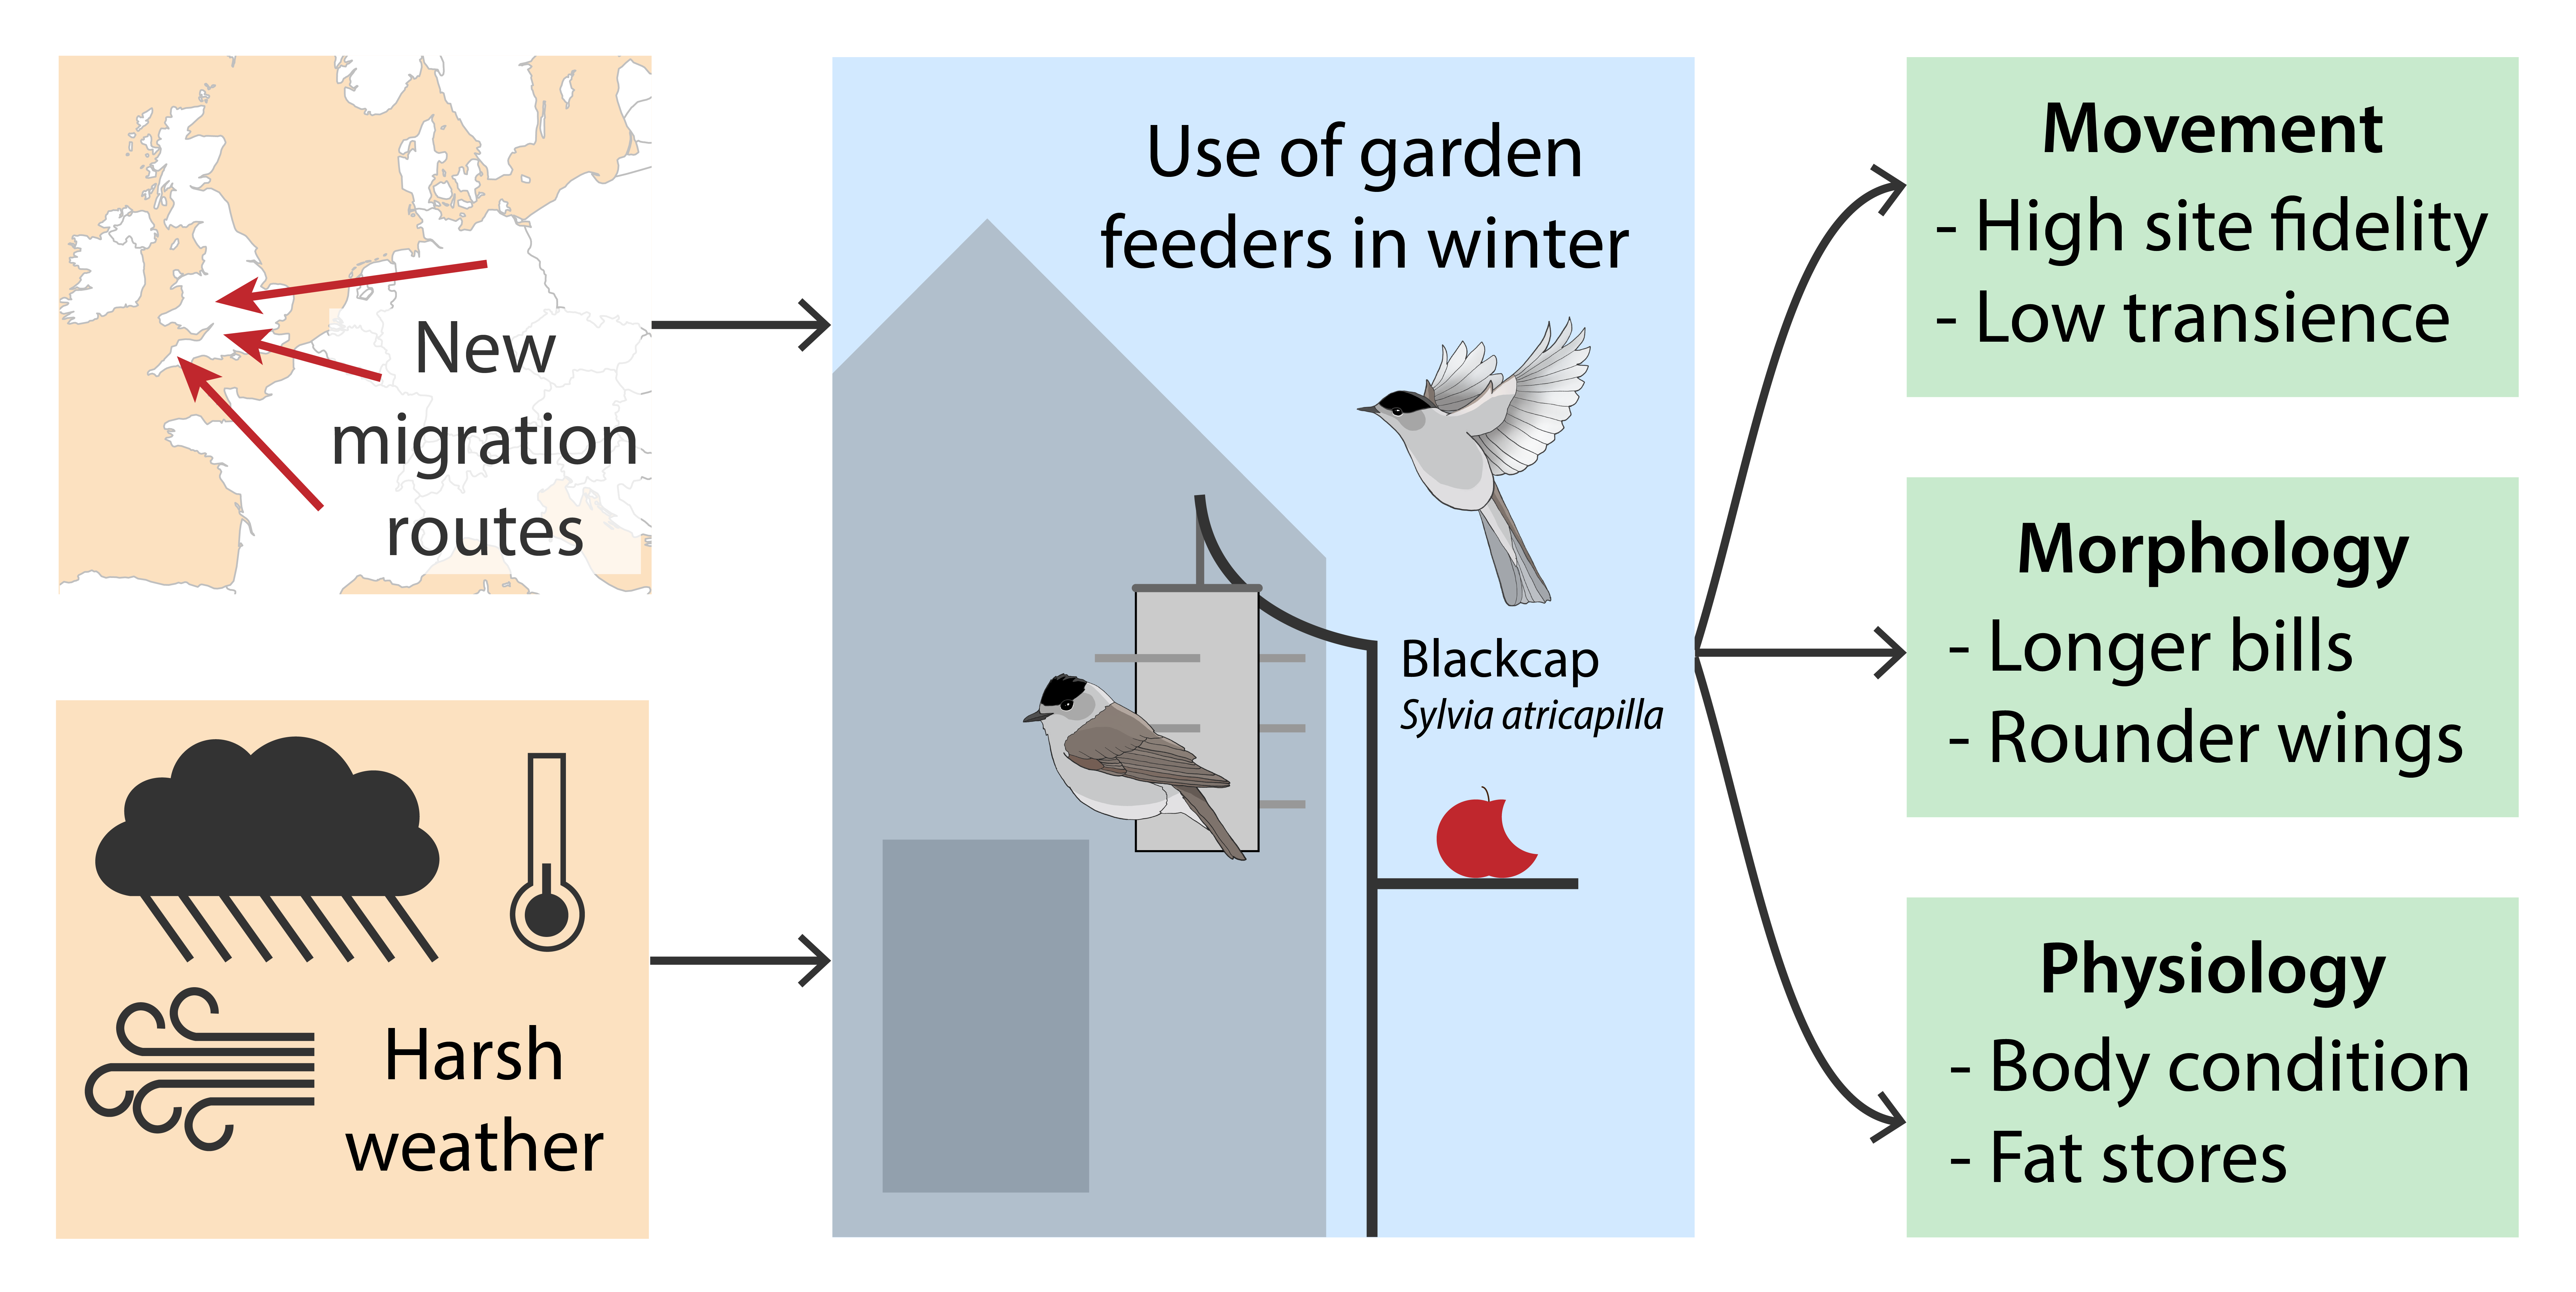 New
migration
routes
Harsh
weather
Use of garden
feeders in winter
Blackcap
Sylvia atricapilla
Movement
- High site fidelity
- Low transience
Morphology
- Longer bills
- Rounder wings
Physiology
- Body condition
- Fat stores